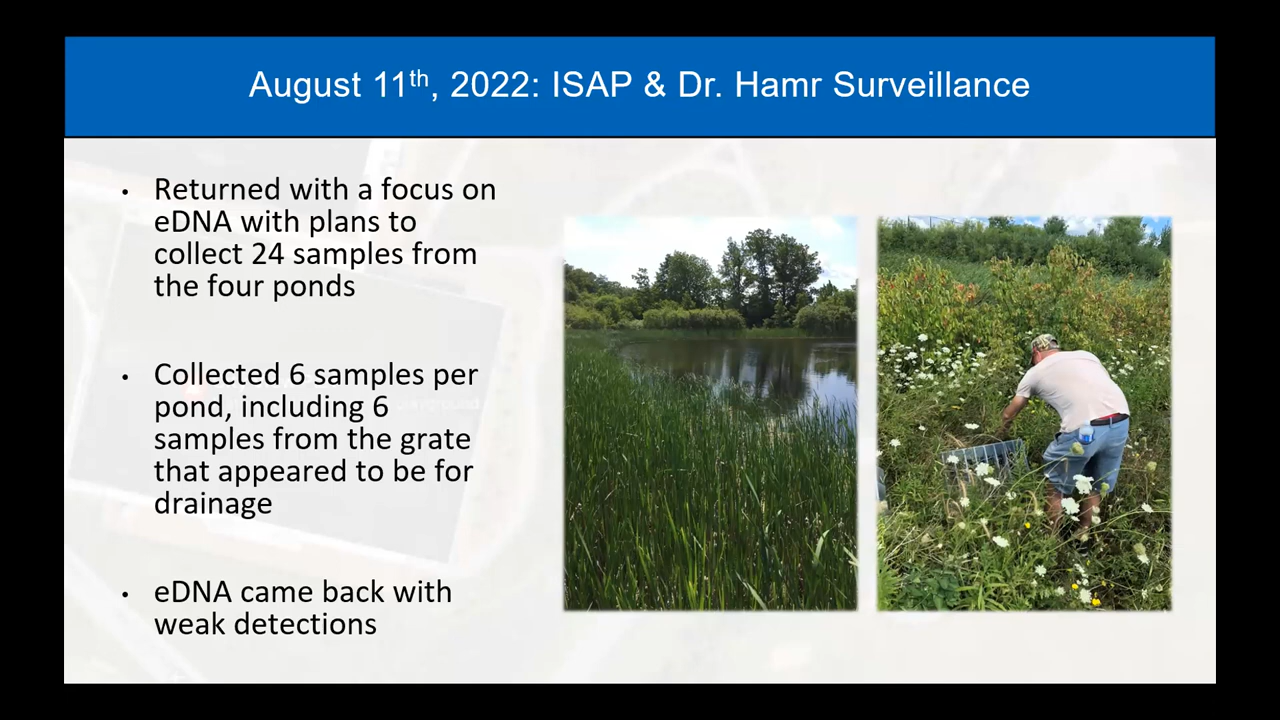 August 11th, 2022: ISAP & Dr. Hamr Surveillance
• Returned with a focus on
eDNA with plans to
collect 24 samples from
the four ponds
• Collected 6 samples per
pond, including 6
samples from the grate
that appeared to be for
drainage
• eDNA came back with
weak detections